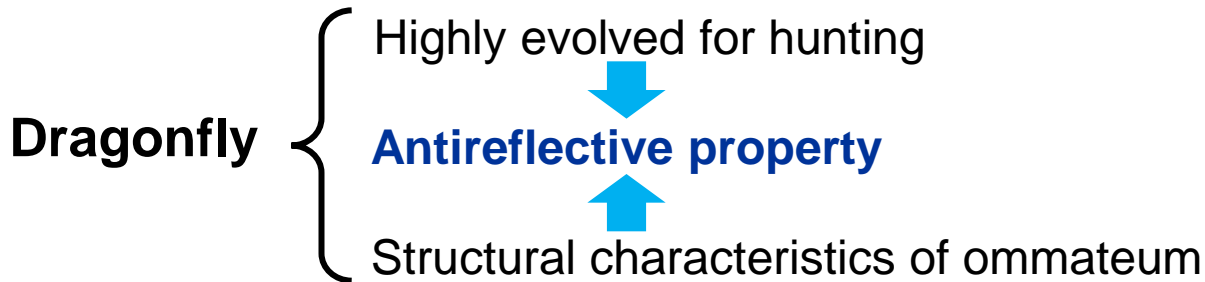 Highly evolved for hunting
Dragonfly
Antireflective property
Structural characteristics of ommateum